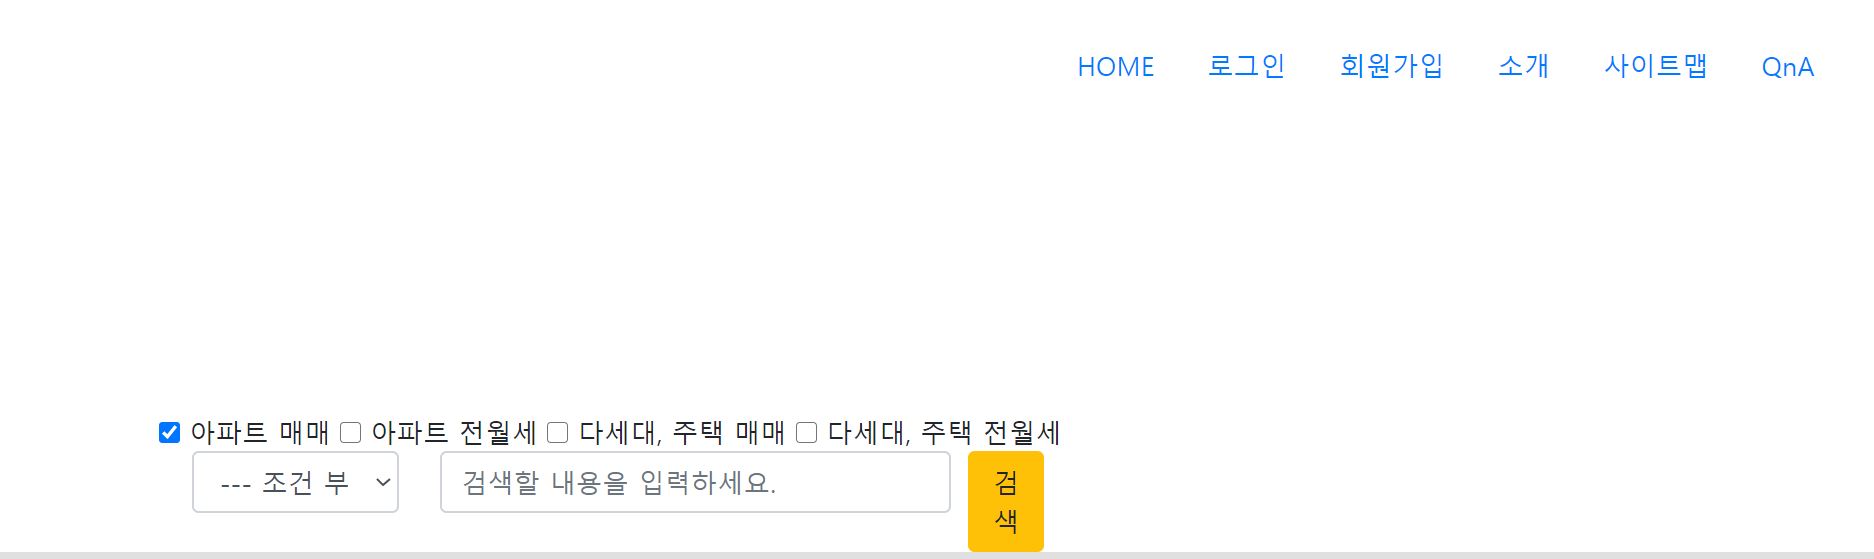 HOME 로그인 회원가입 소개 사이트맵 QnA
아파트 매매 아파트 전월세 다세대, 주택 매매 다세대, 주택 전월세
--- 조건 부 검색할 내용을 입력하세요. 검
색